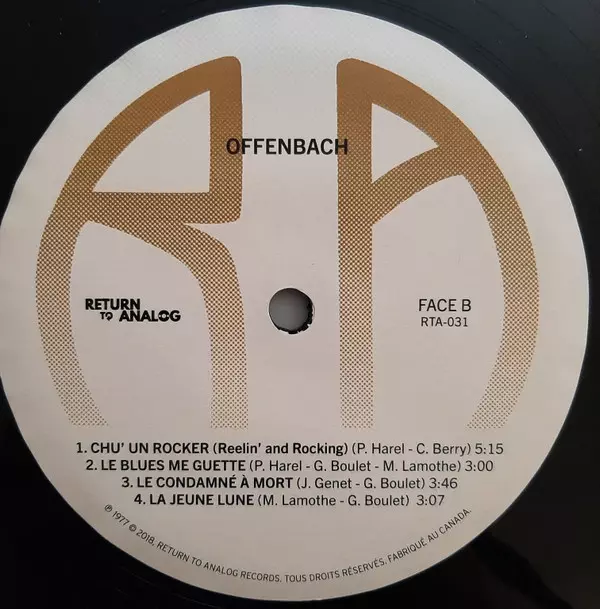 OFFENBACH
RETURN
TO ANALOG
FACE B
RTA-031
1. CHU' UN ROCKER (Reelin' and Rocking) (P. Harel - C. Berry) 5:15
2. LE BLUES ME GUETTE (P. Harel - G. Boulet - M. Lamothe) 3:00
3. LE CONDAMNÉ À MORT (J. Genet - G. Boulet) 3:46
4. LA JEUNE LUNE (M. Lamothe - G. Boulet) 3:07
℗ 1977 © 2018, RETURN TO ANALOG RECORDS. TOUS DROITS RÉSERVÉS. FABRIQUÉ AU CANADA.